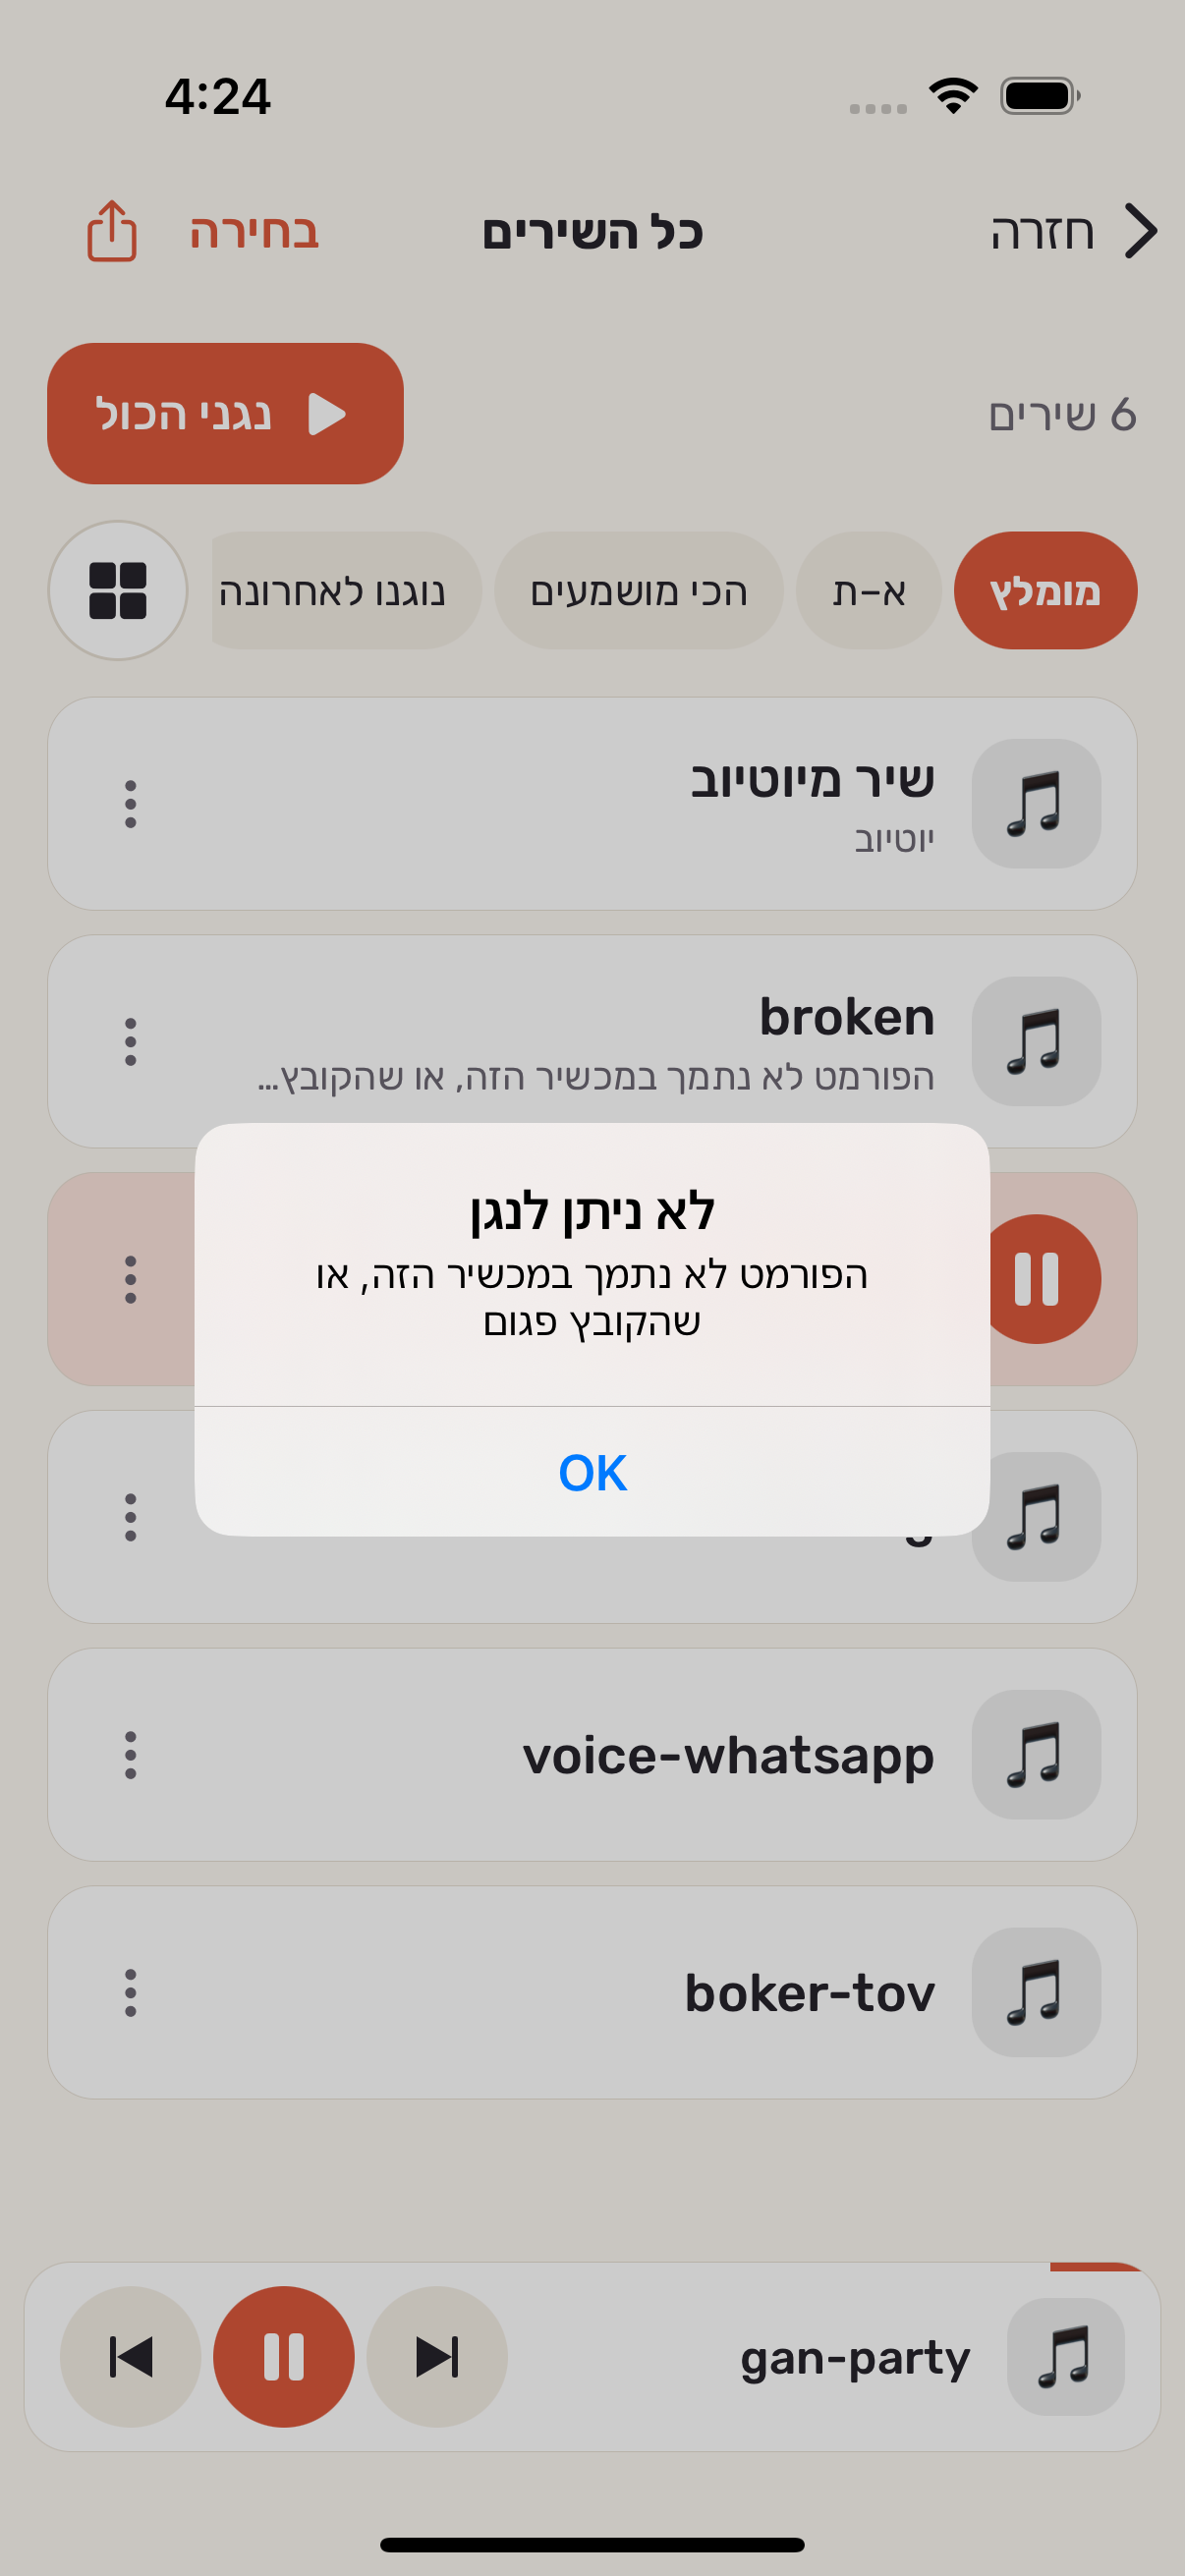 4:24
חזרה
כל השירים
בחירה
6 שירים
נגני הכול
מומלץ
א-ת
הכי מושמעים
נוגנו לאחרונה
שיר מיוטיוב
יוטיוב
broken
הפורמט לא נתמך במכשיר הזה, או שהקובץ...
לא ניתן לנגן
הפורמט לא נתמך במכשיר הזה, או
שהקובץ פגום
OK
voice-whatsapp
boker-tov
gan-party